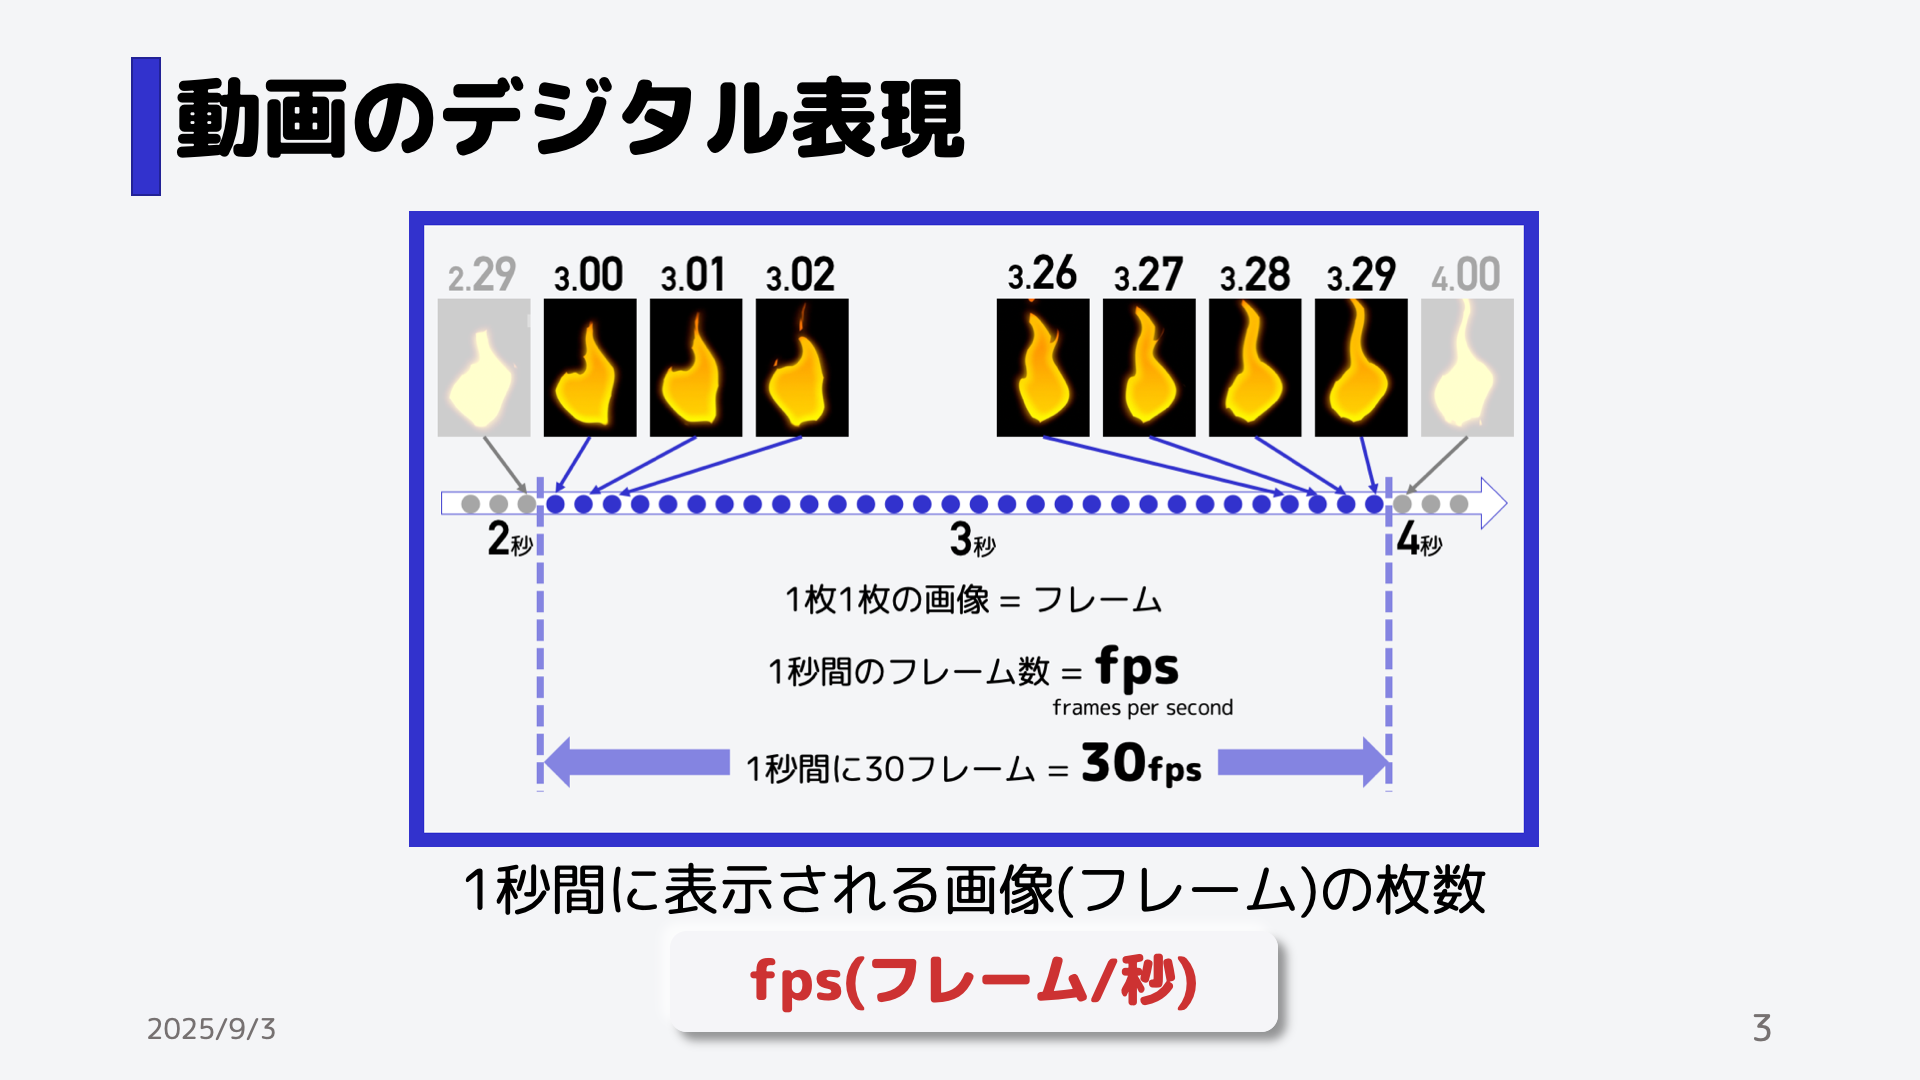 動画のデジタル表現
2.29 3.00 3.01 3.02 3.26 3.27 3.28 3.29 4.00
2秒 3秒 4秒
1枚1枚の画像 = フレーム
1秒間のフレーム数 = fps
frames per second
1秒間に30フレーム = 30fps
1秒間に表示される画像(フレーム)の枚数
fps(フレーム/秒)
2025/9/3
3